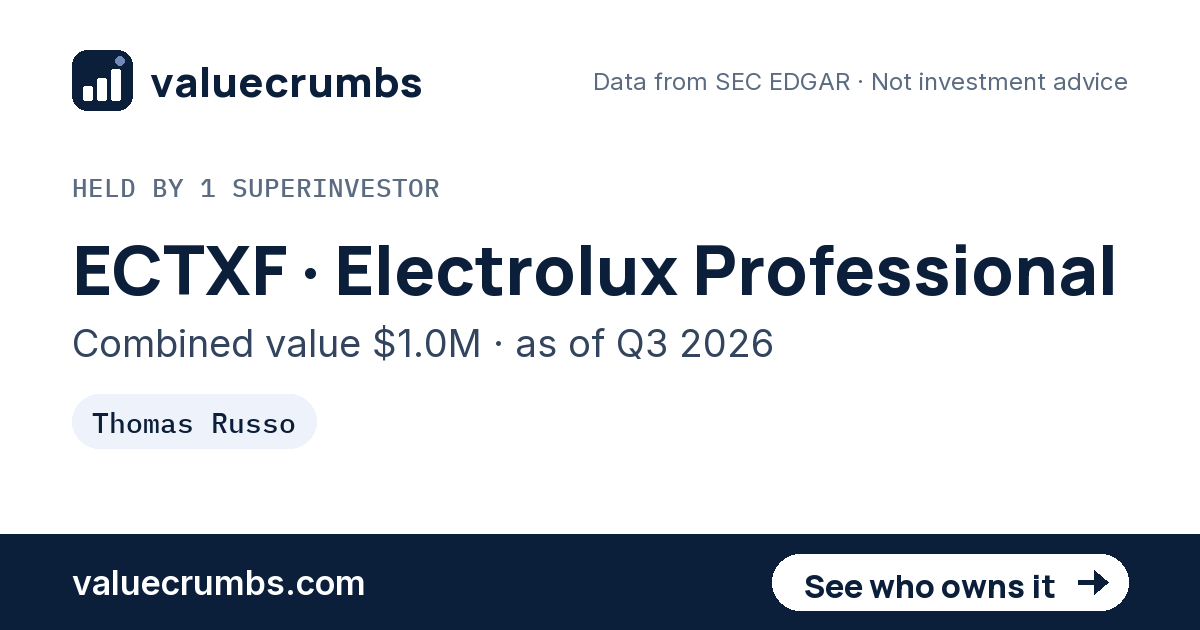 valuecrumbs
Data from SEC EDGAR · Not investment advice
HELD BY 1 SUPERINVESTOR
ECTXF · Electrolux Professional
Combined value $1.0M · as of Q3 2026
Thomas Russo
valuecrumbs.com
See who owns it →